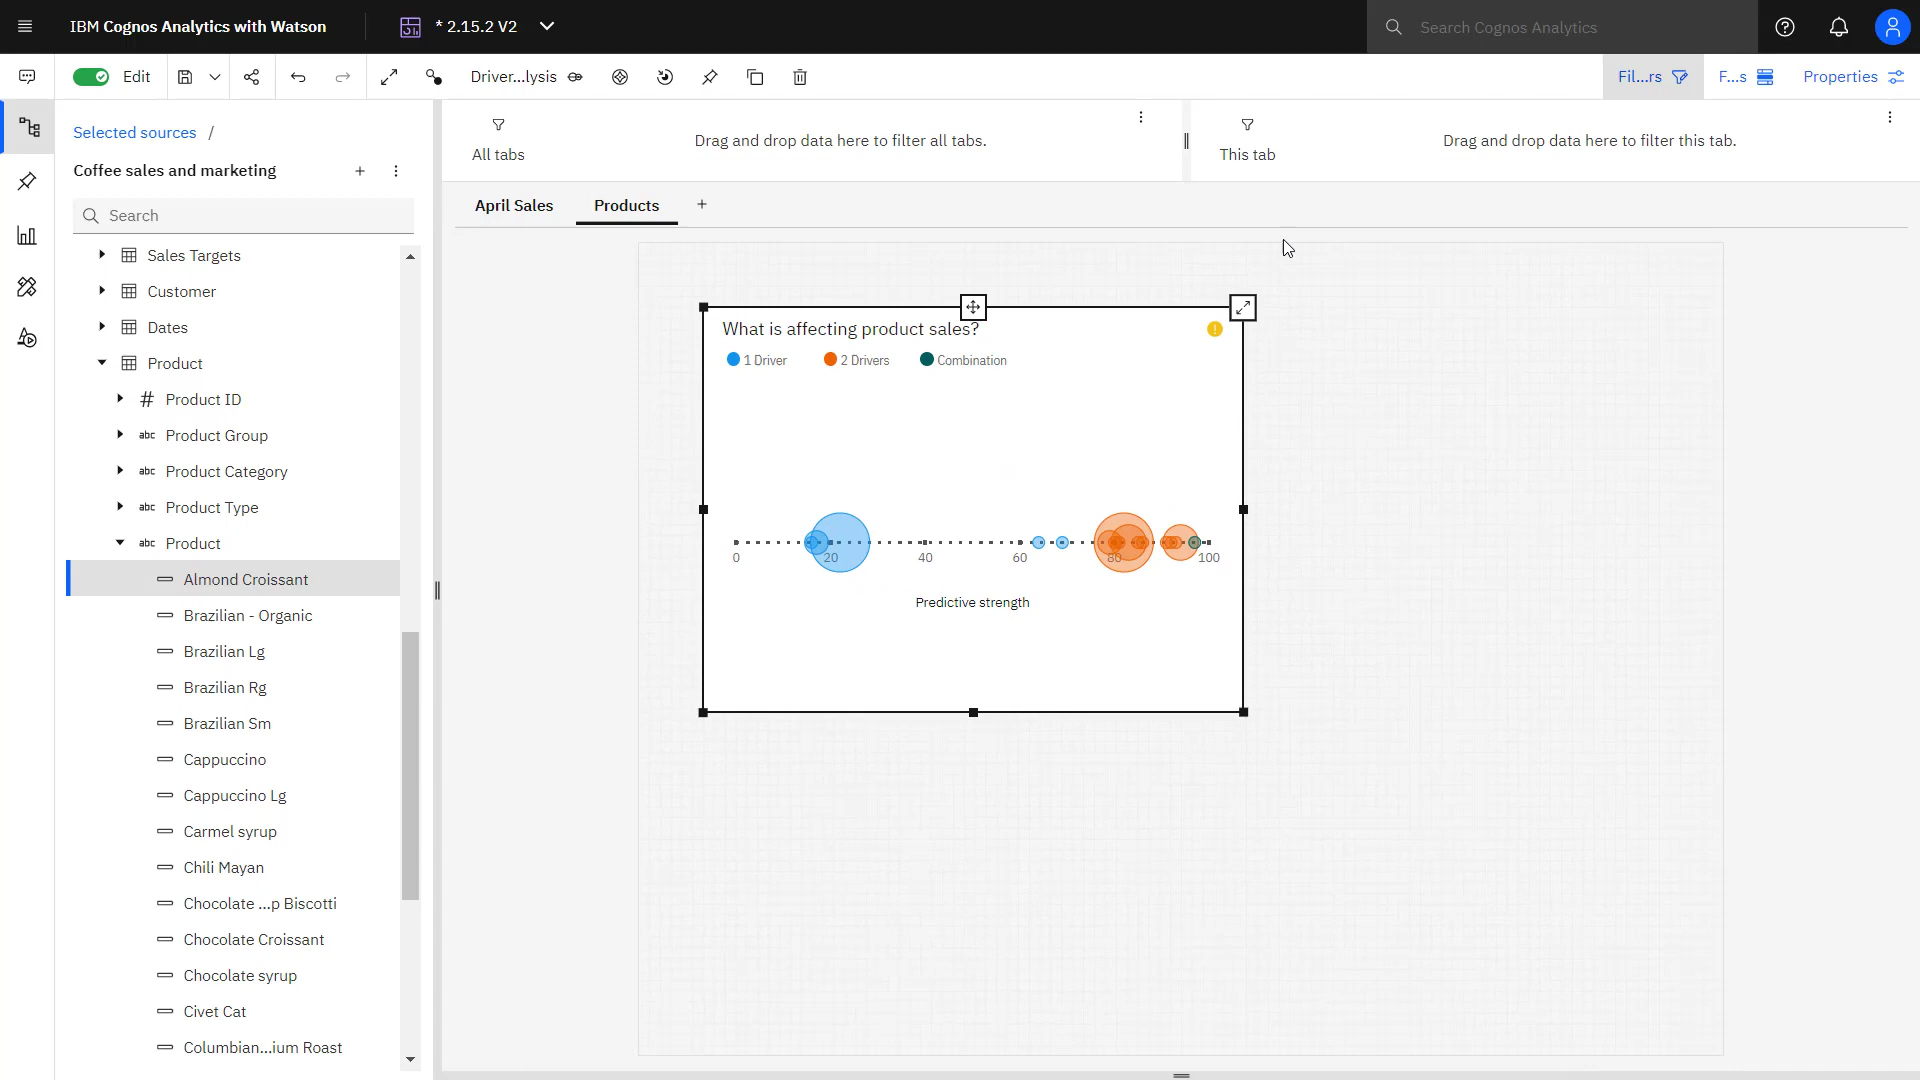 IBM Cognos Analytics with Watson
* 2.15.2 V2
Search Cognos Analytics
Edit
Driver...lysis
Fil...rs
F...s
Properties
Selected sources /
Coffee sales and marketing
Search
Sales Targets
Customer
Dates
Product
# Product ID
abc Product Group
abc Product Category
abc Product Type
abc Product
Almond Croissant
Brazilian - Organic
Brazilian Lg
Brazilian Rg
Brazilian Sm
Cappuccino
Cappuccino Lg
Carmel syrup
Chili Mayan
Chocolate ...p Biscotti
Chocolate Croissant
Chocolate syrup
Civet Cat
Columbian...ium Roast
All tabs
Drag and drop data here to filter all tabs.
This tab
Drag and drop data here to filter this tab.
April Sales
Products
What is affecting product sales?
1 Driver
2 Drivers
Combination
0 20 40 60 80 100
Predictive strength